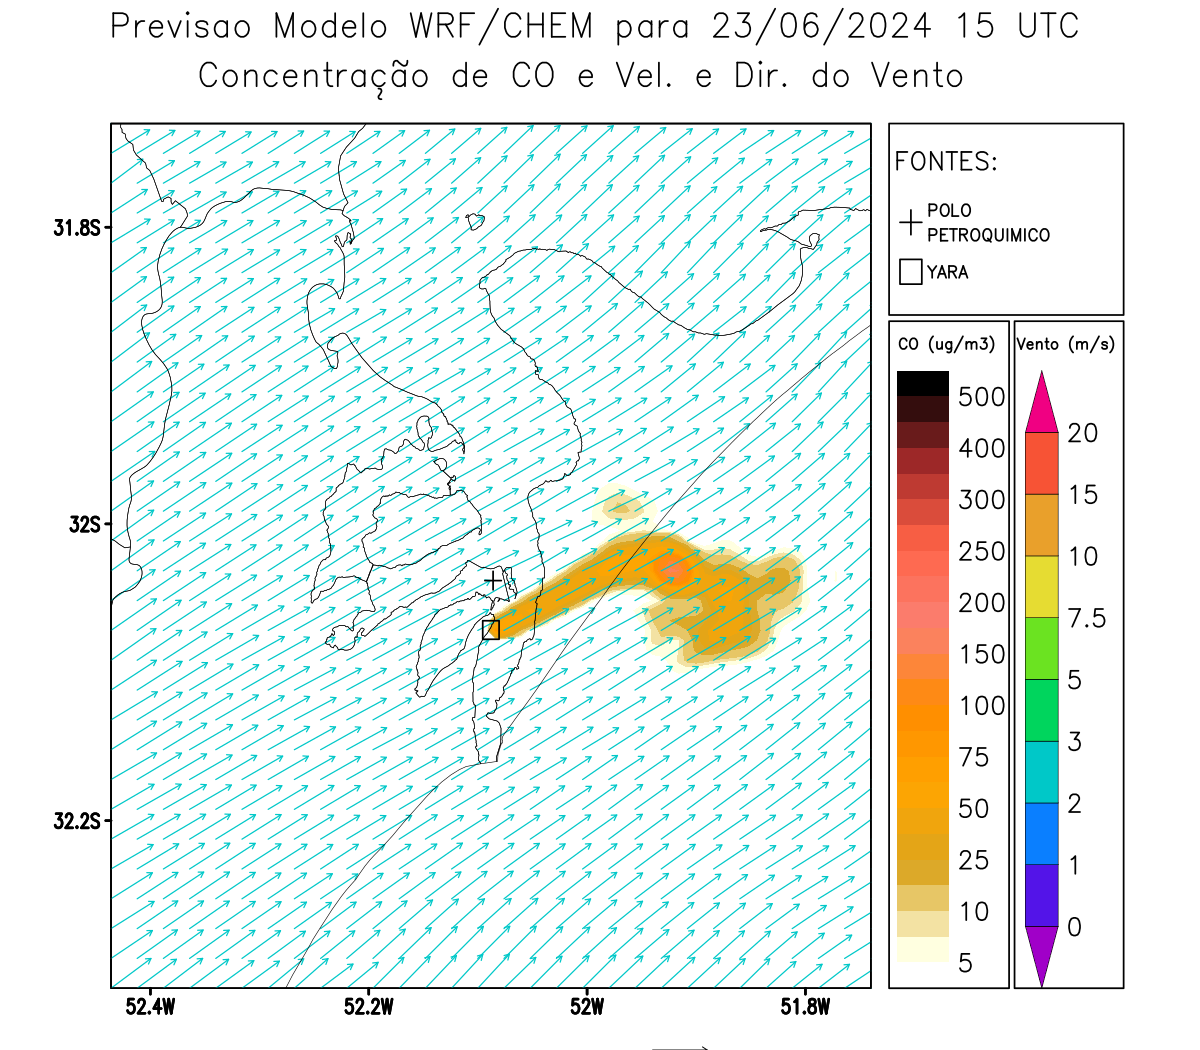 Previsao Modelo WRF/CHEM para 23/06/2024 15 UTC
Concentração de CO e Vel. e Dir. do Vento
FONTES:
POLO
PETROQUIMICO
YARA
31.8S
32S
32.2S
52.4W
52.2W
52W
51.8W
CO (ug/m3)
500
400
300
250
200
150
100
75
50
25
10
5
Vento (m/s)
20
15
10
7.5
5
3
2
1
0